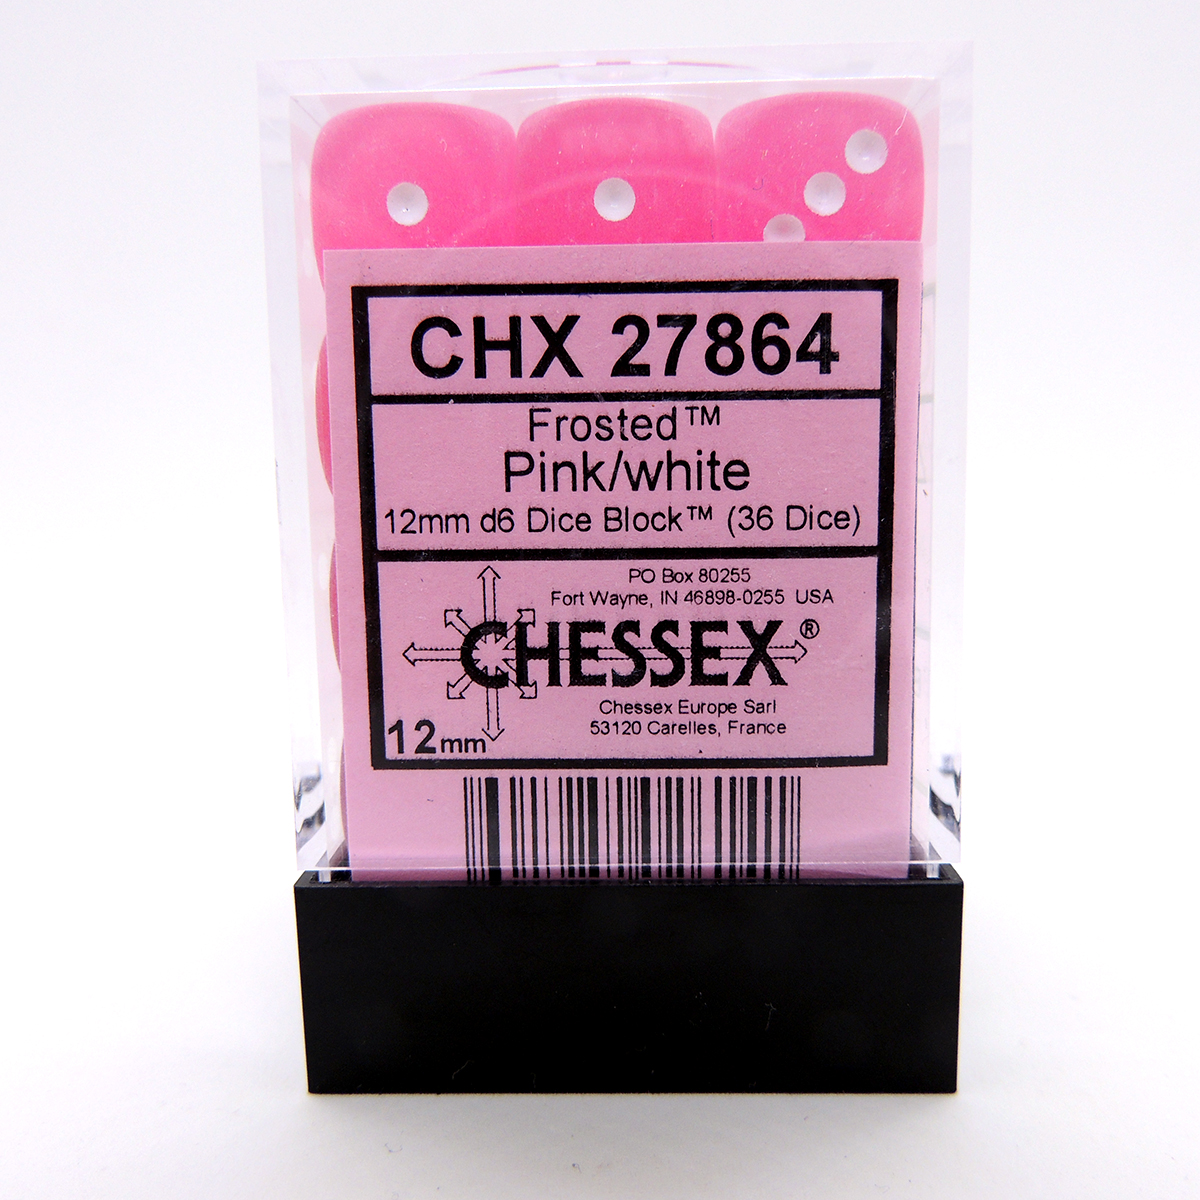 CHX 27864
Frosted™
Pink/white
12mm d6 Dice Block™ (36 Dice)
PO Box 80255
Fort Wayne, IN 46898-0255 USA
CHESSEX®
Chessex Europe Sarl
53120 Carelles, France
12mm